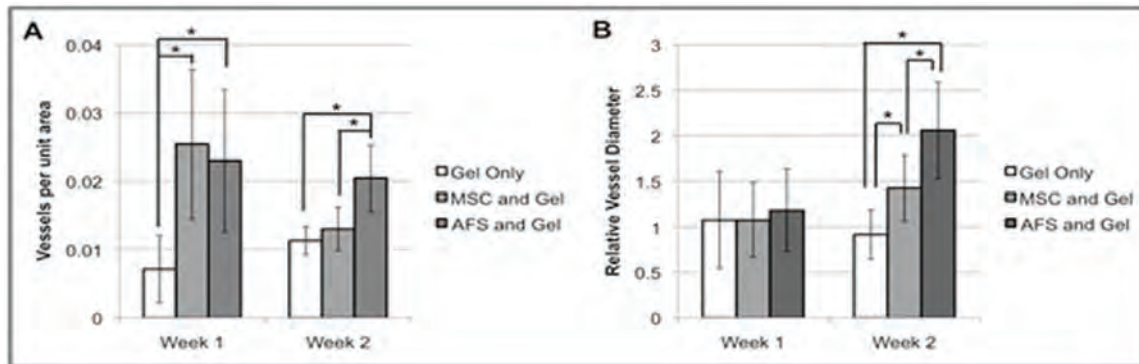 A
Vessels per unit area
0.04
0.03
0.02
0.01
0
*
*
*
*
Week 1
Week 2
Gel Only
MSC and Gel
AFS and Gel
B
Relative Vessel Diameter
3
2.5
2
1.5
1
0.5
0
*
*
*
Week 1
Week 2
Gel Only
MSC and Gel
AFS and Gel